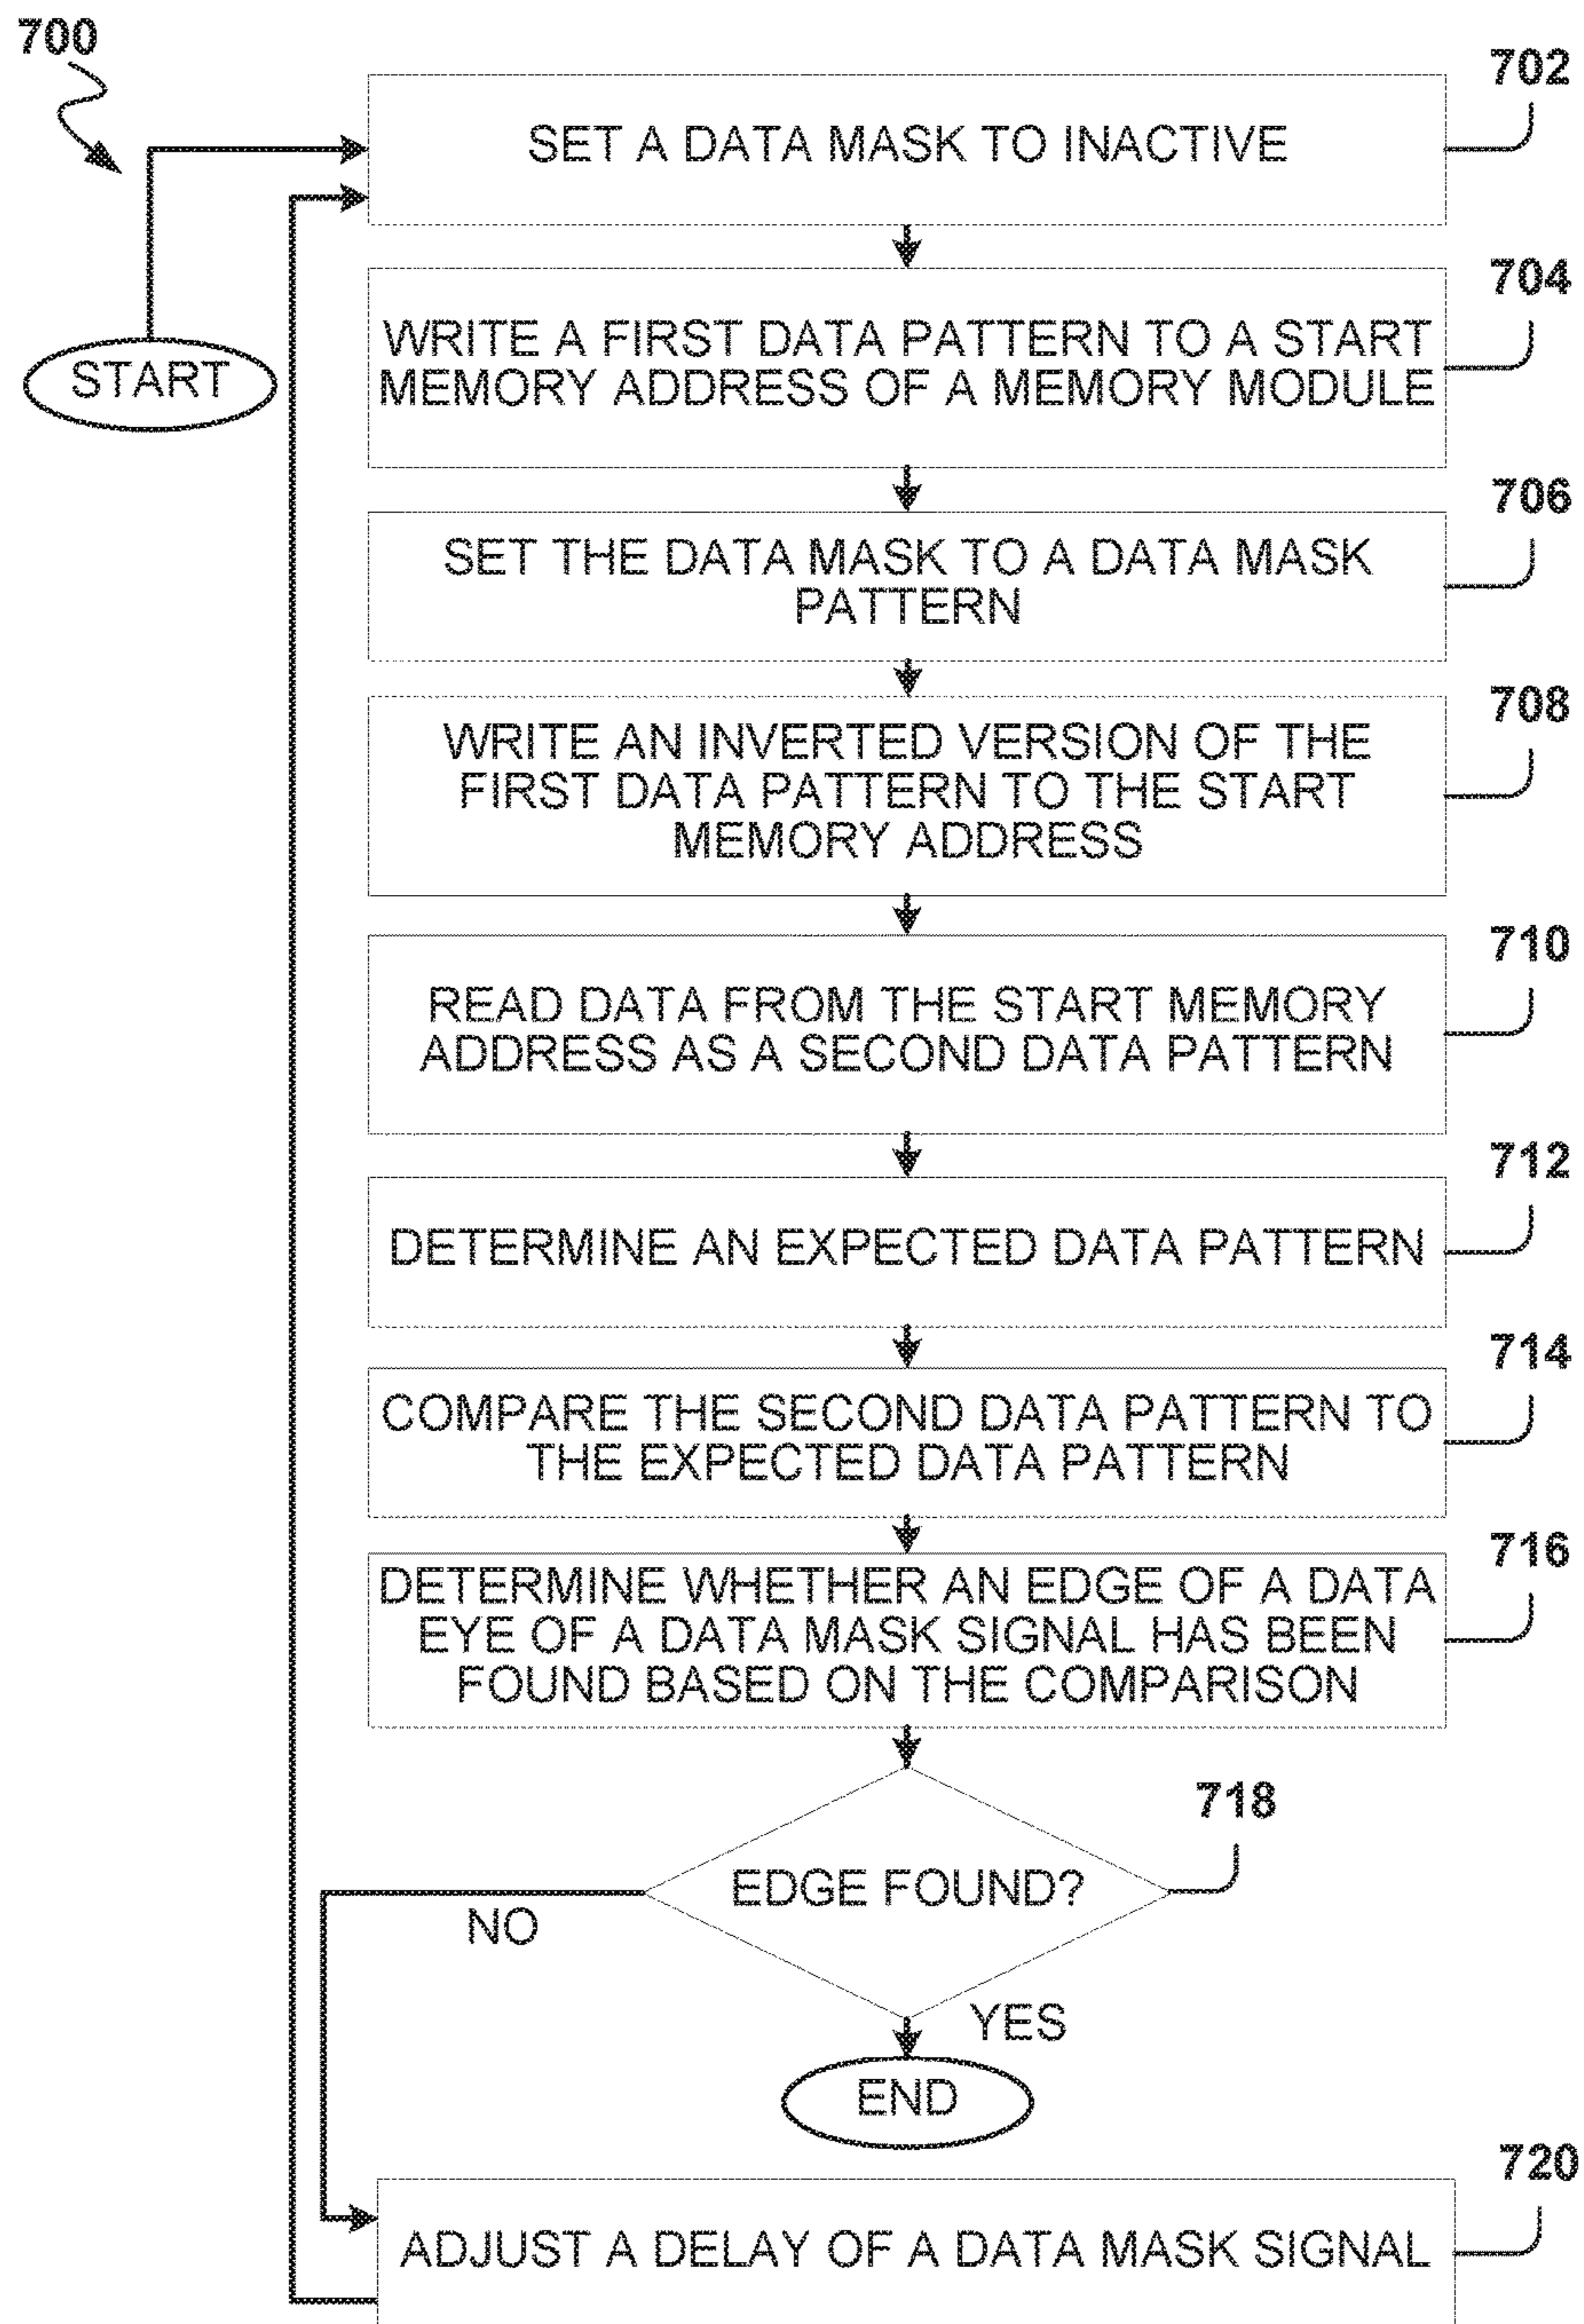 700
702
SET A DATA MASK TO INACTIVE
704
WRITE A FIRST DATA PATTERN TO A START
MEMORY ADDRESS OF A MEMORY MODULE
START
706
SET THE DATA MASK TO A DATA MASK
PATTERN
708
WRITE AN INVERTED VERSION OF THE
FIRST DATA PATTERN TO THE START
MEMORY ADDRESS
710
READ DATA FROM THE START MEMORY
ADDRESS AS A SECOND DATA PATTERN
712
DETERMINE AN EXPECTED DATA PATTERN
714
COMPARE THE SECOND DATA PATTERN TO
THE EXPECTED DATA PATTERN
716
DETERMINE WHETHER AN EDGE OF A DATA
EYE OF A DATA MASK SIGNAL HAS BEEN
FOUND BASED ON THE COMPARISON
718
EDGE FOUND?
NO
YES
END
720
ADJUST A DELAY OF A DATA MASK SIGNAL